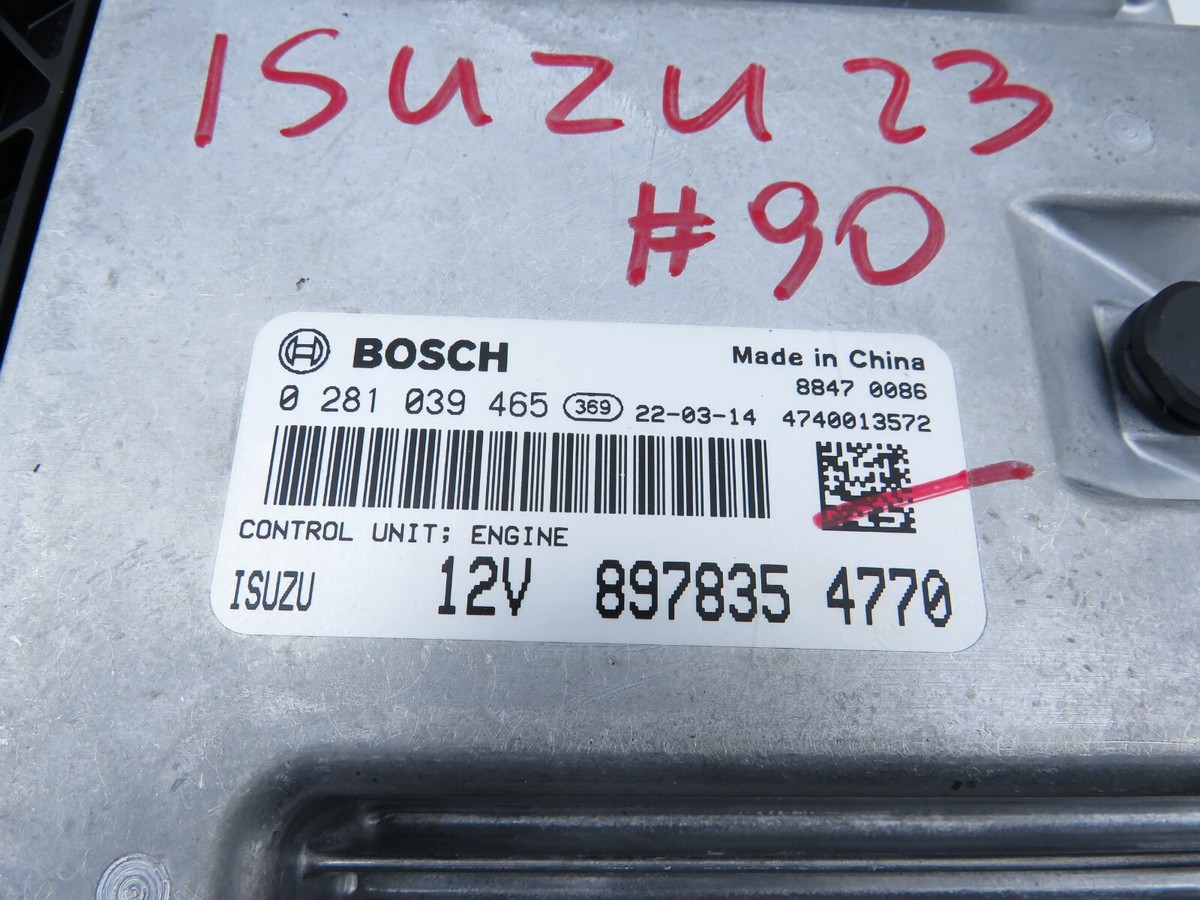 ISUZU 23
#90
BOSCH
Made in China
8847 0086
0 281 039 465 369 22-03-14 4740013572
CONTROL UNIT; ENGINE
ISUZU 12V 897835 4770